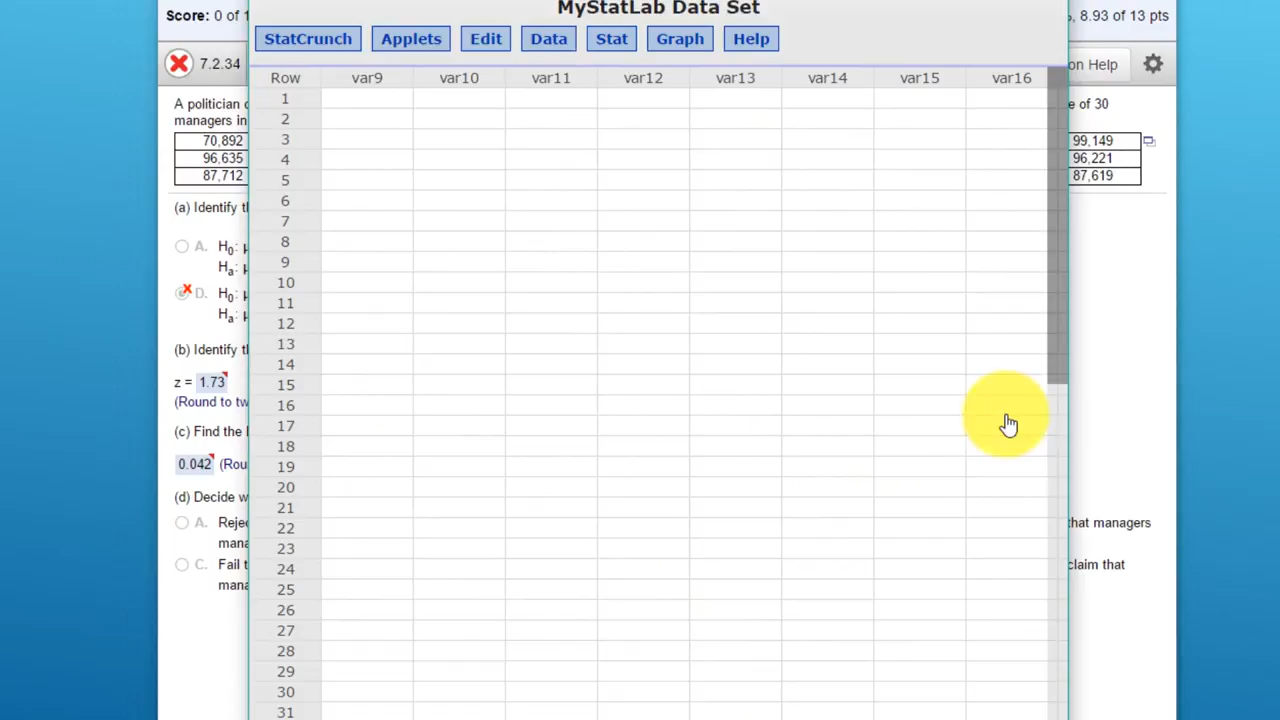 MyStatLab Data Set
Score: 0 of 1
%, 8.93 of 13 pts
StatCrunch Applets Edit Data Stat Graph Help
7.2.34
on Help
Row var9 var10 var11 var12 var13 var14 var15 var16
A politician
e of 30
managers in
70,892
99,149
96,635
96,221
87,712
87,619
1
2
3
4
5
6
7
8
9
10
11
12
13
14
15
16
17
18
19
20
21
22
23
24
25
26
27
28
29
30
31
(a) Identify th
A. H0: μ
Ha: μ
x D. H0: μ
Ha: μ
(b) Identify th
z = 1.73
(Round to tw
(c) Find the
0.042 (Rou
(d) Decide w
A. Reje
that managers
mana
C. Fail t
claim that
mana